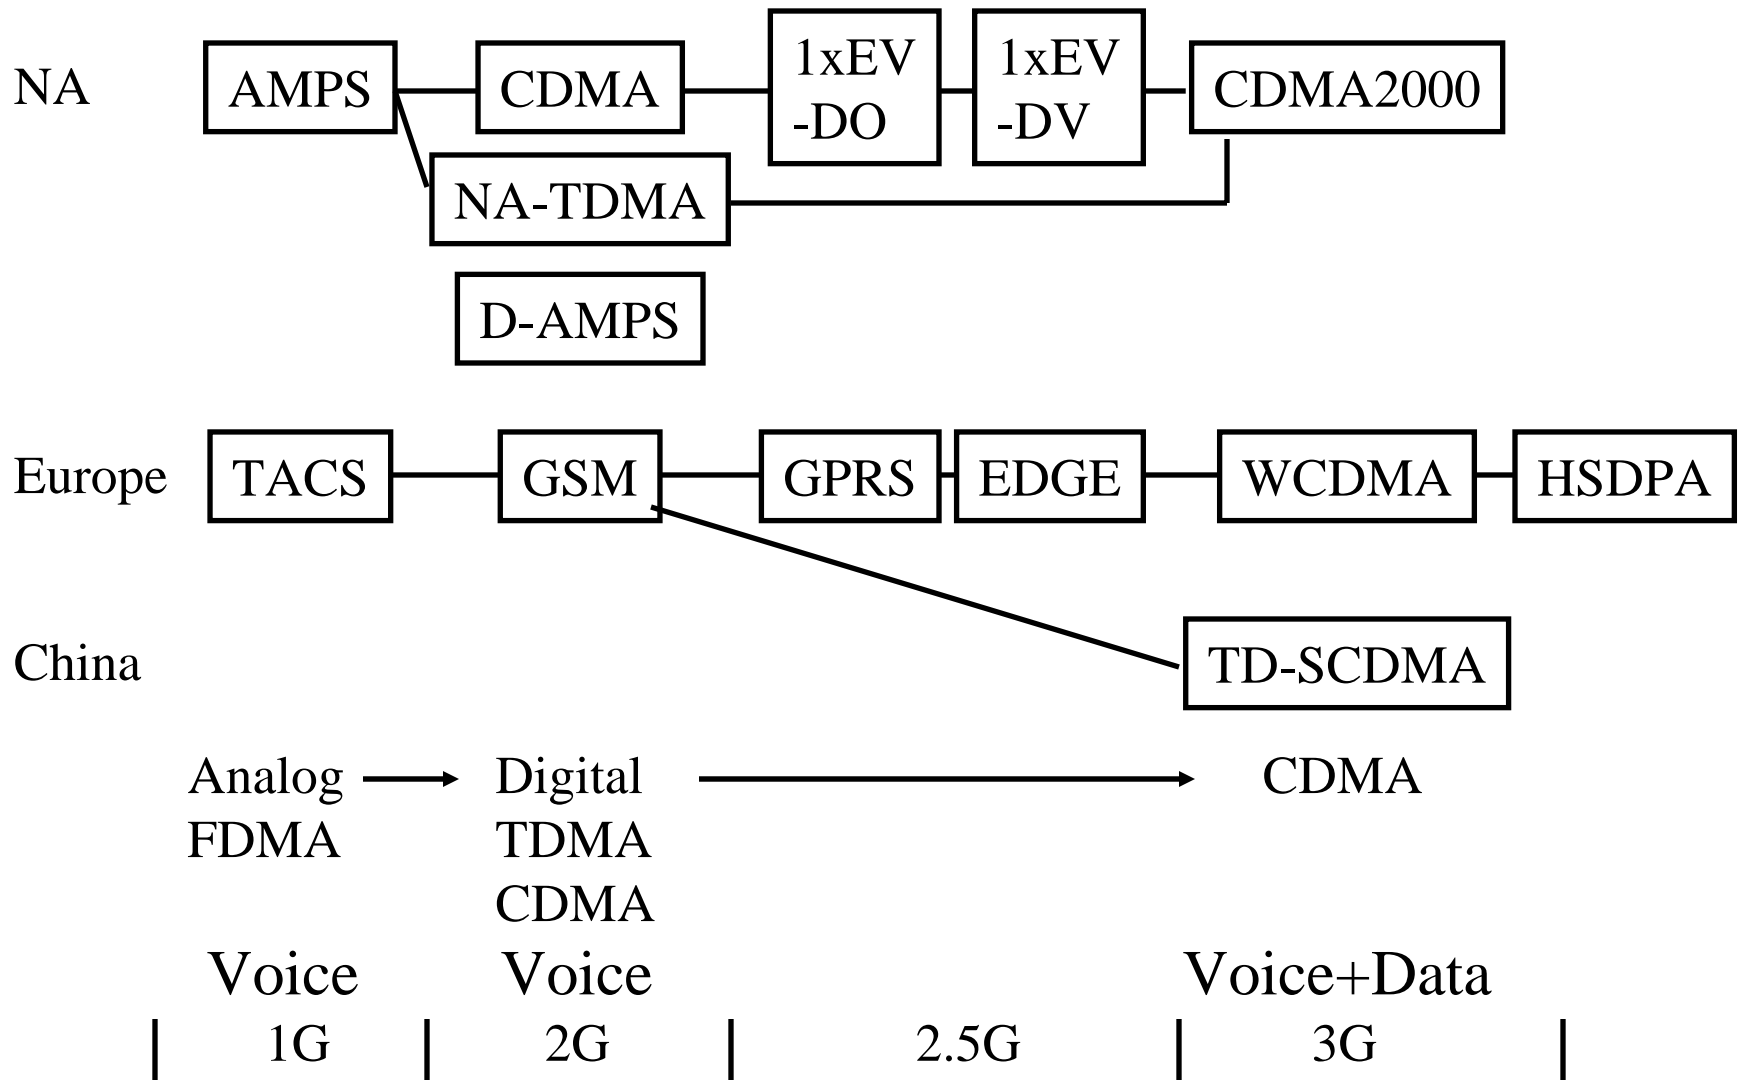 NA
AMPS
CDMA
1xEV
-DO
1xEV
-DV
CDMA2000
NA-TDMA
D-AMPS
Europe
TACS
GSM
GPRS
EDGE
WCDMA
HSDPA
China
TD-SCDMA
Analog
FDMA
Digital
TDMA
CDMA
CDMA
Voice
Voice
Voice+Data
1G
2G
2.5G
3G